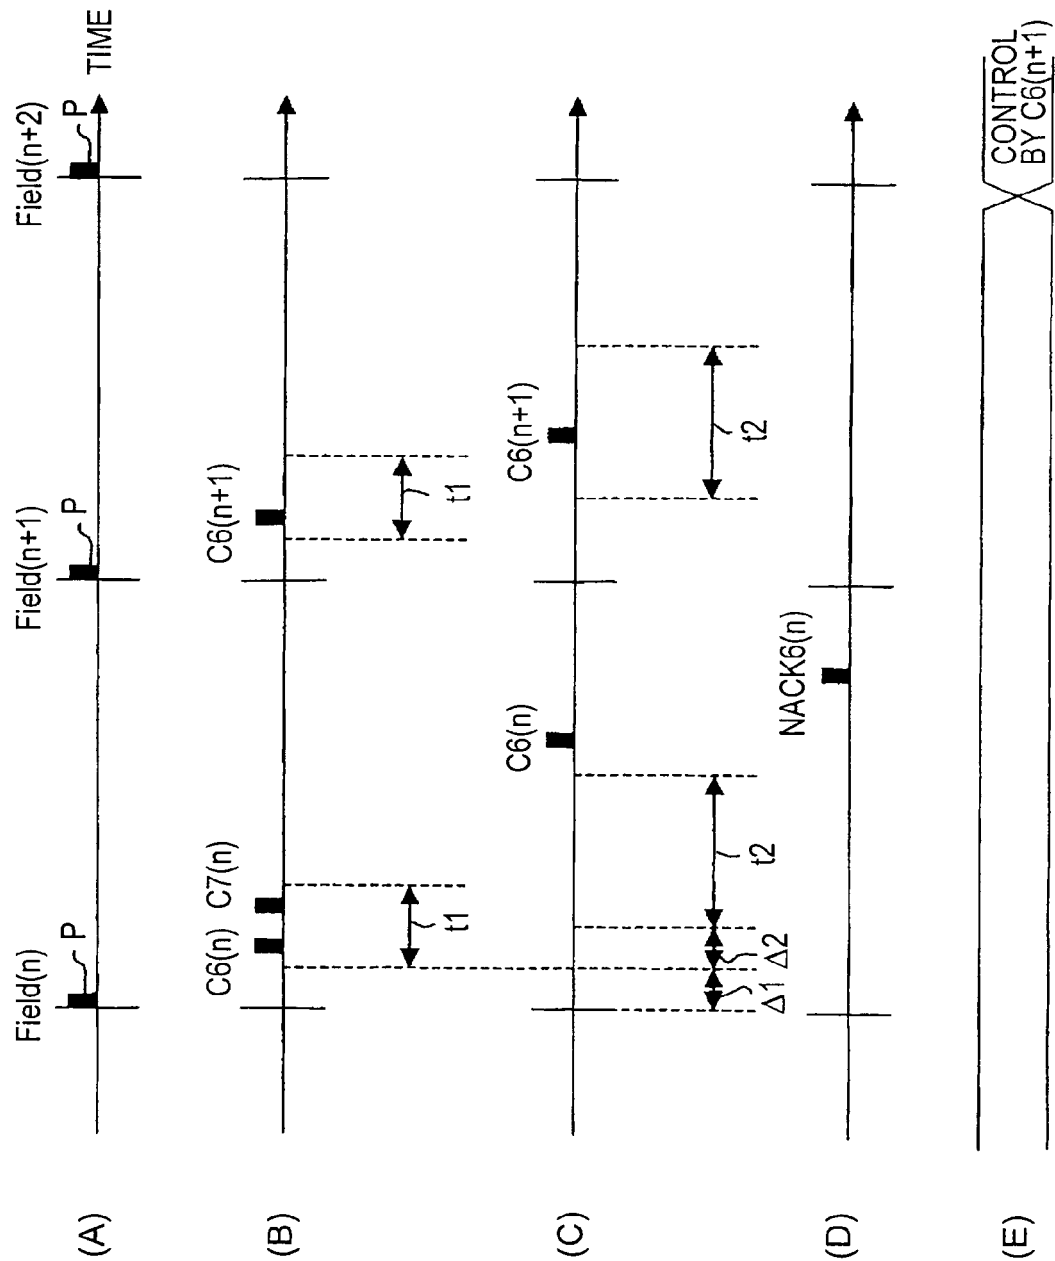 (A)
Field(n)
P
Field(n+1)
P
Field(n+2)
P
TIME
(B)
C6(n)
C7(n)
t1
C6(n+1)
t1
(C)
Δ1
Δ2
t2
C6(n)
C6(n+1)
t2
(D)
NACK6(n)
(E)
CONTROL
BY C6(n+1)